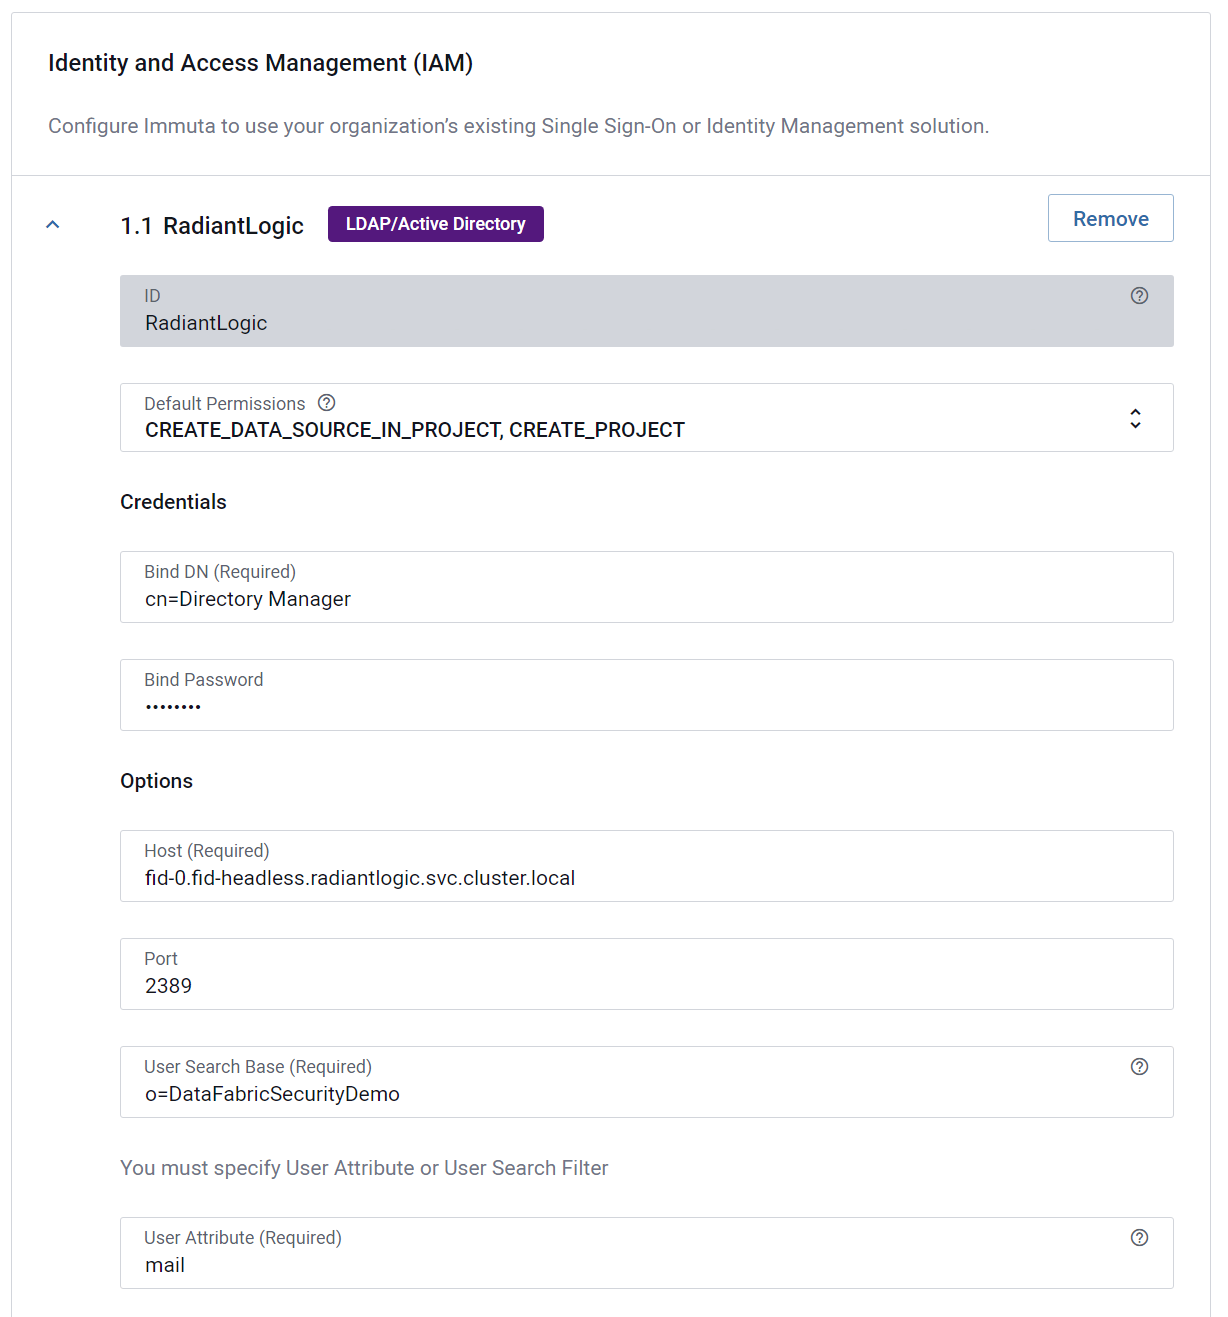 Identity and Access Management (IAM)
Configure Immuta to use your organization’s existing Single Sign-On or Identity Management solution.
1.1 RadiantLogic
LDAP/Active Directory
Remove
ID
RadiantLogic
Default Permissions
CREATE_DATA_SOURCE_IN_PROJECT, CREATE_PROJECT
Credentials
Bind DN (Required)
cn=Directory Manager
Bind Password
••••••••
Options
Host (Required)
fid-0.fid-headless.radiantlogic.svc.cluster.local
Port
2389
User Search Base (Required)
o=DataFabricSecurityDemo
You must specify User Attribute or User Search Filter
User Attribute (Required)
mail